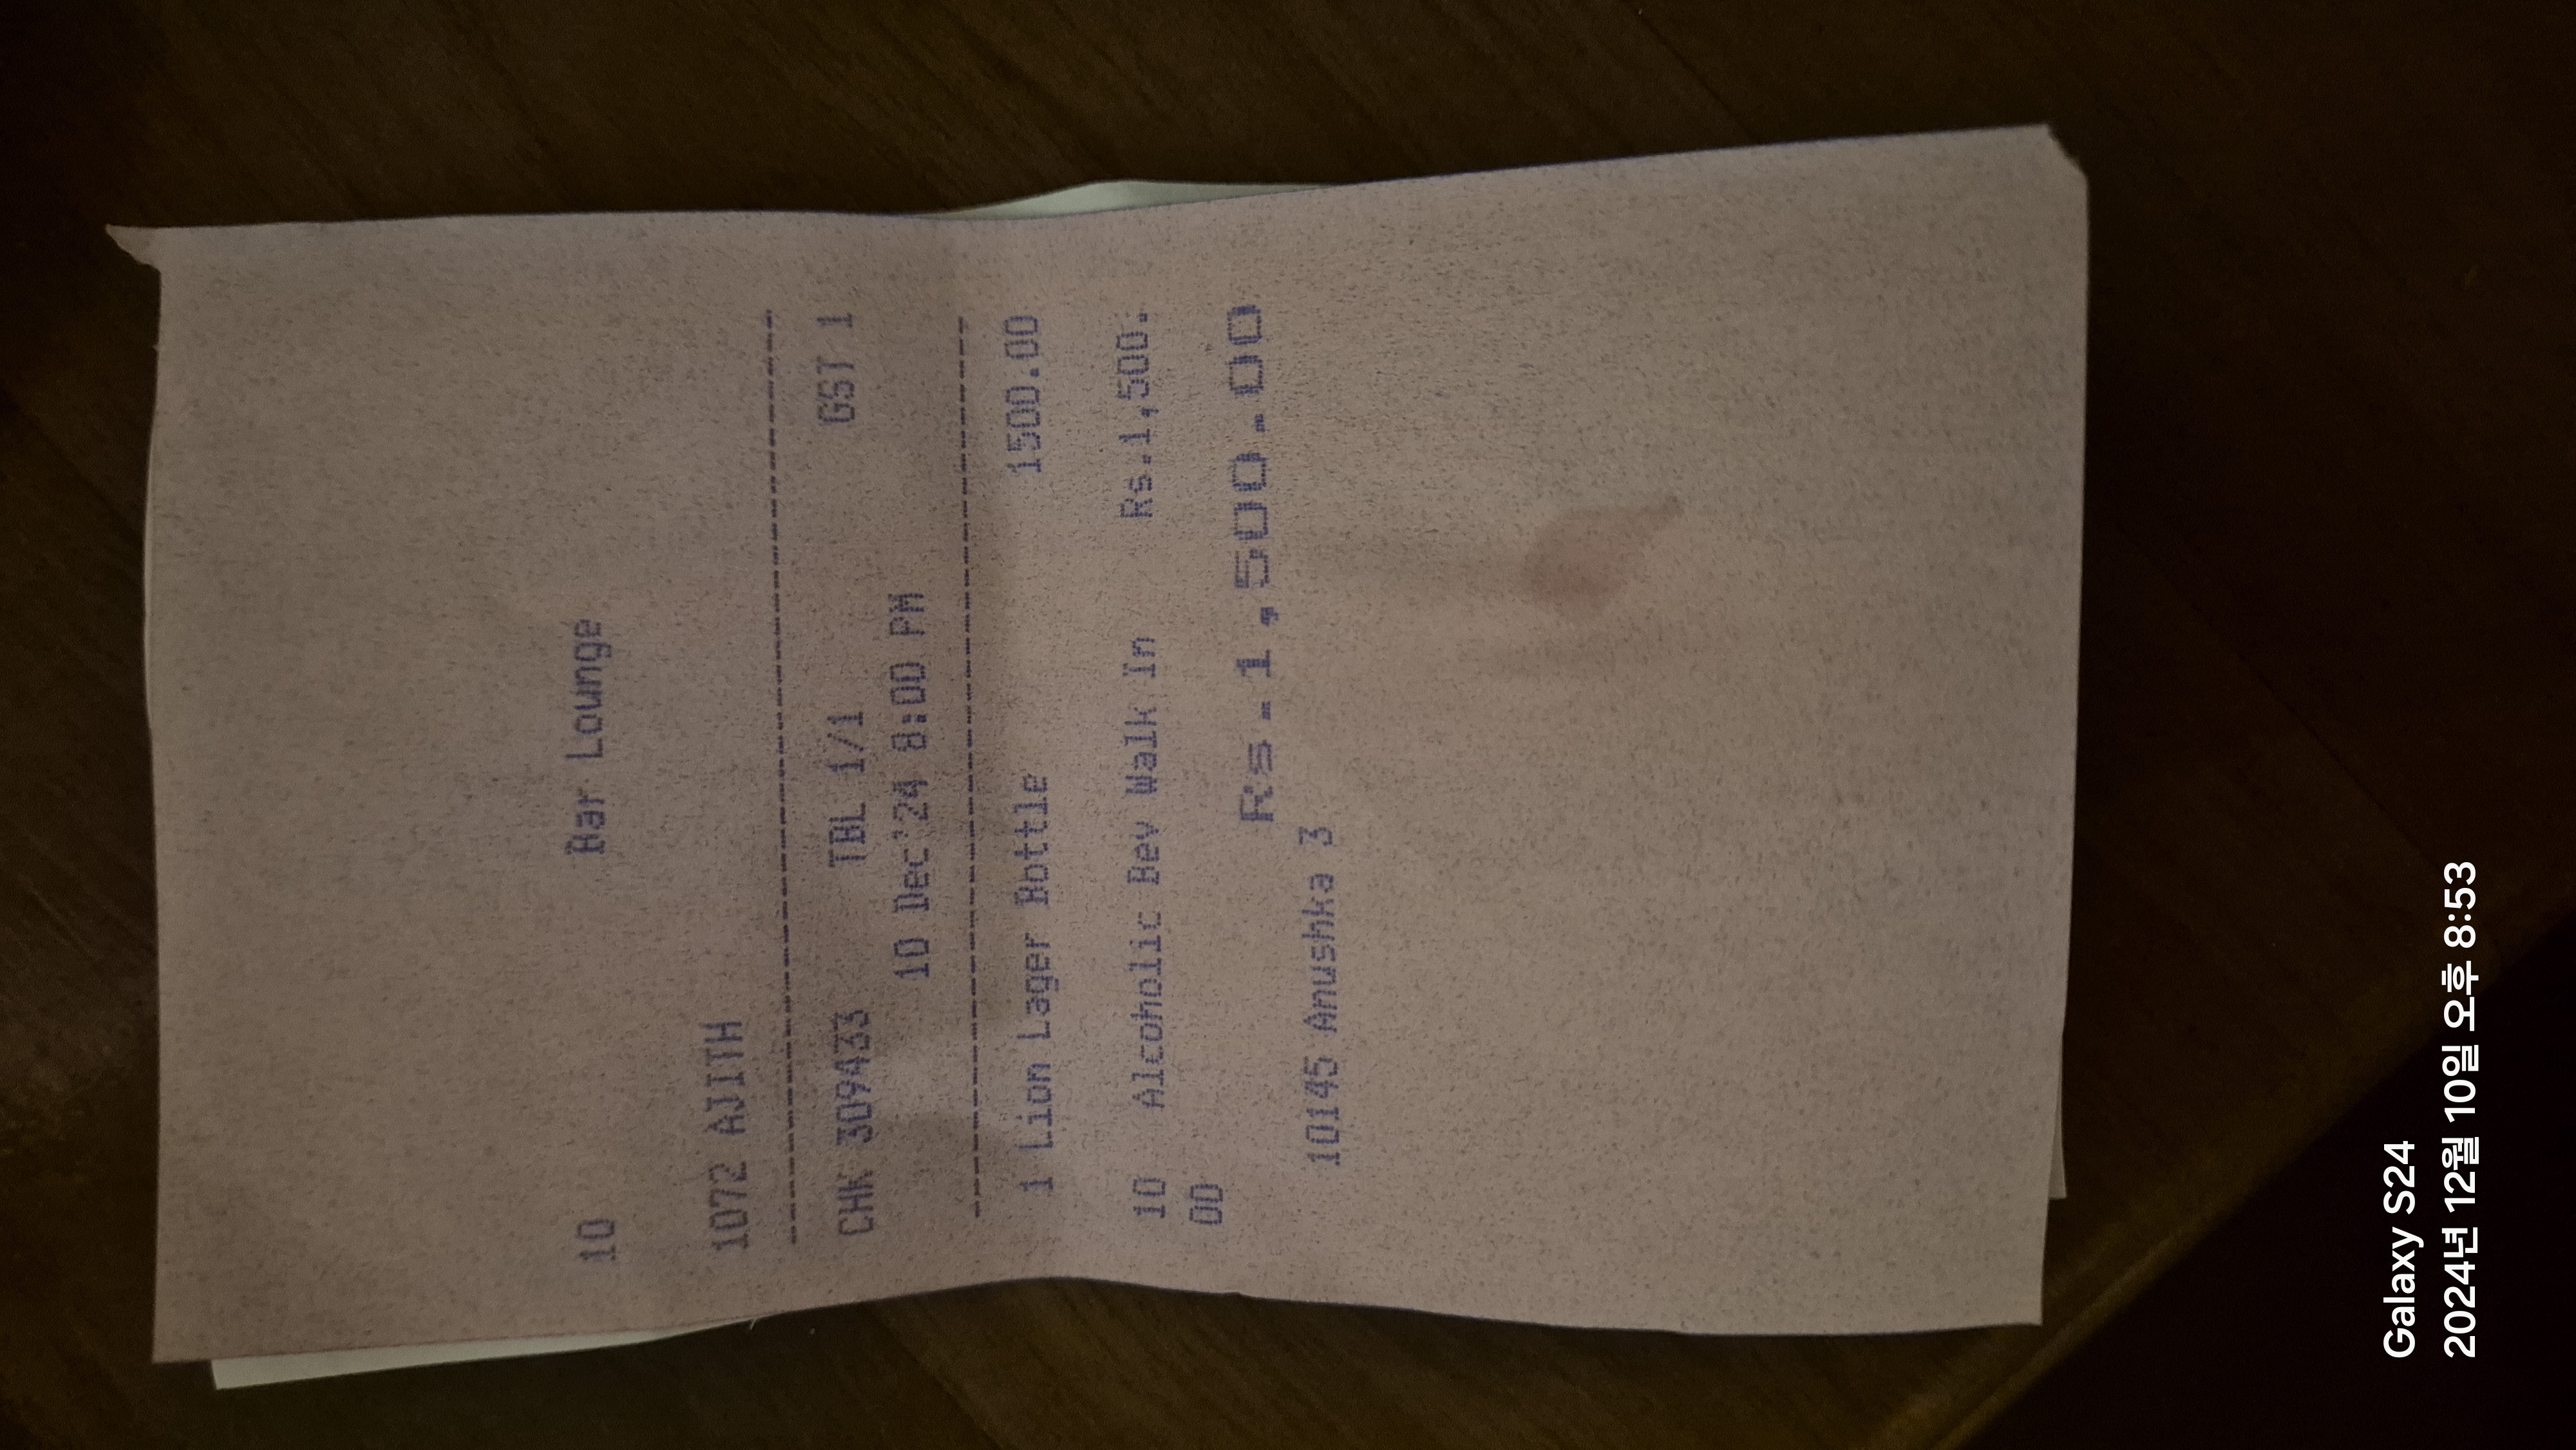 10 Bar Lounge
1072 AJITH
--------------------------------
CHK 309433 TBL 1/1 GST 1
10 Dec'24 8:00 PM
--------------------------------
1 Lion Lager Bottle 1500.00
10 Alcoholic Bev Walk In Rs.1,500.
00
Rs.1,500.00
10145 Anushka 3
Galaxy S24
2024년 12월 10일 오후 8:53